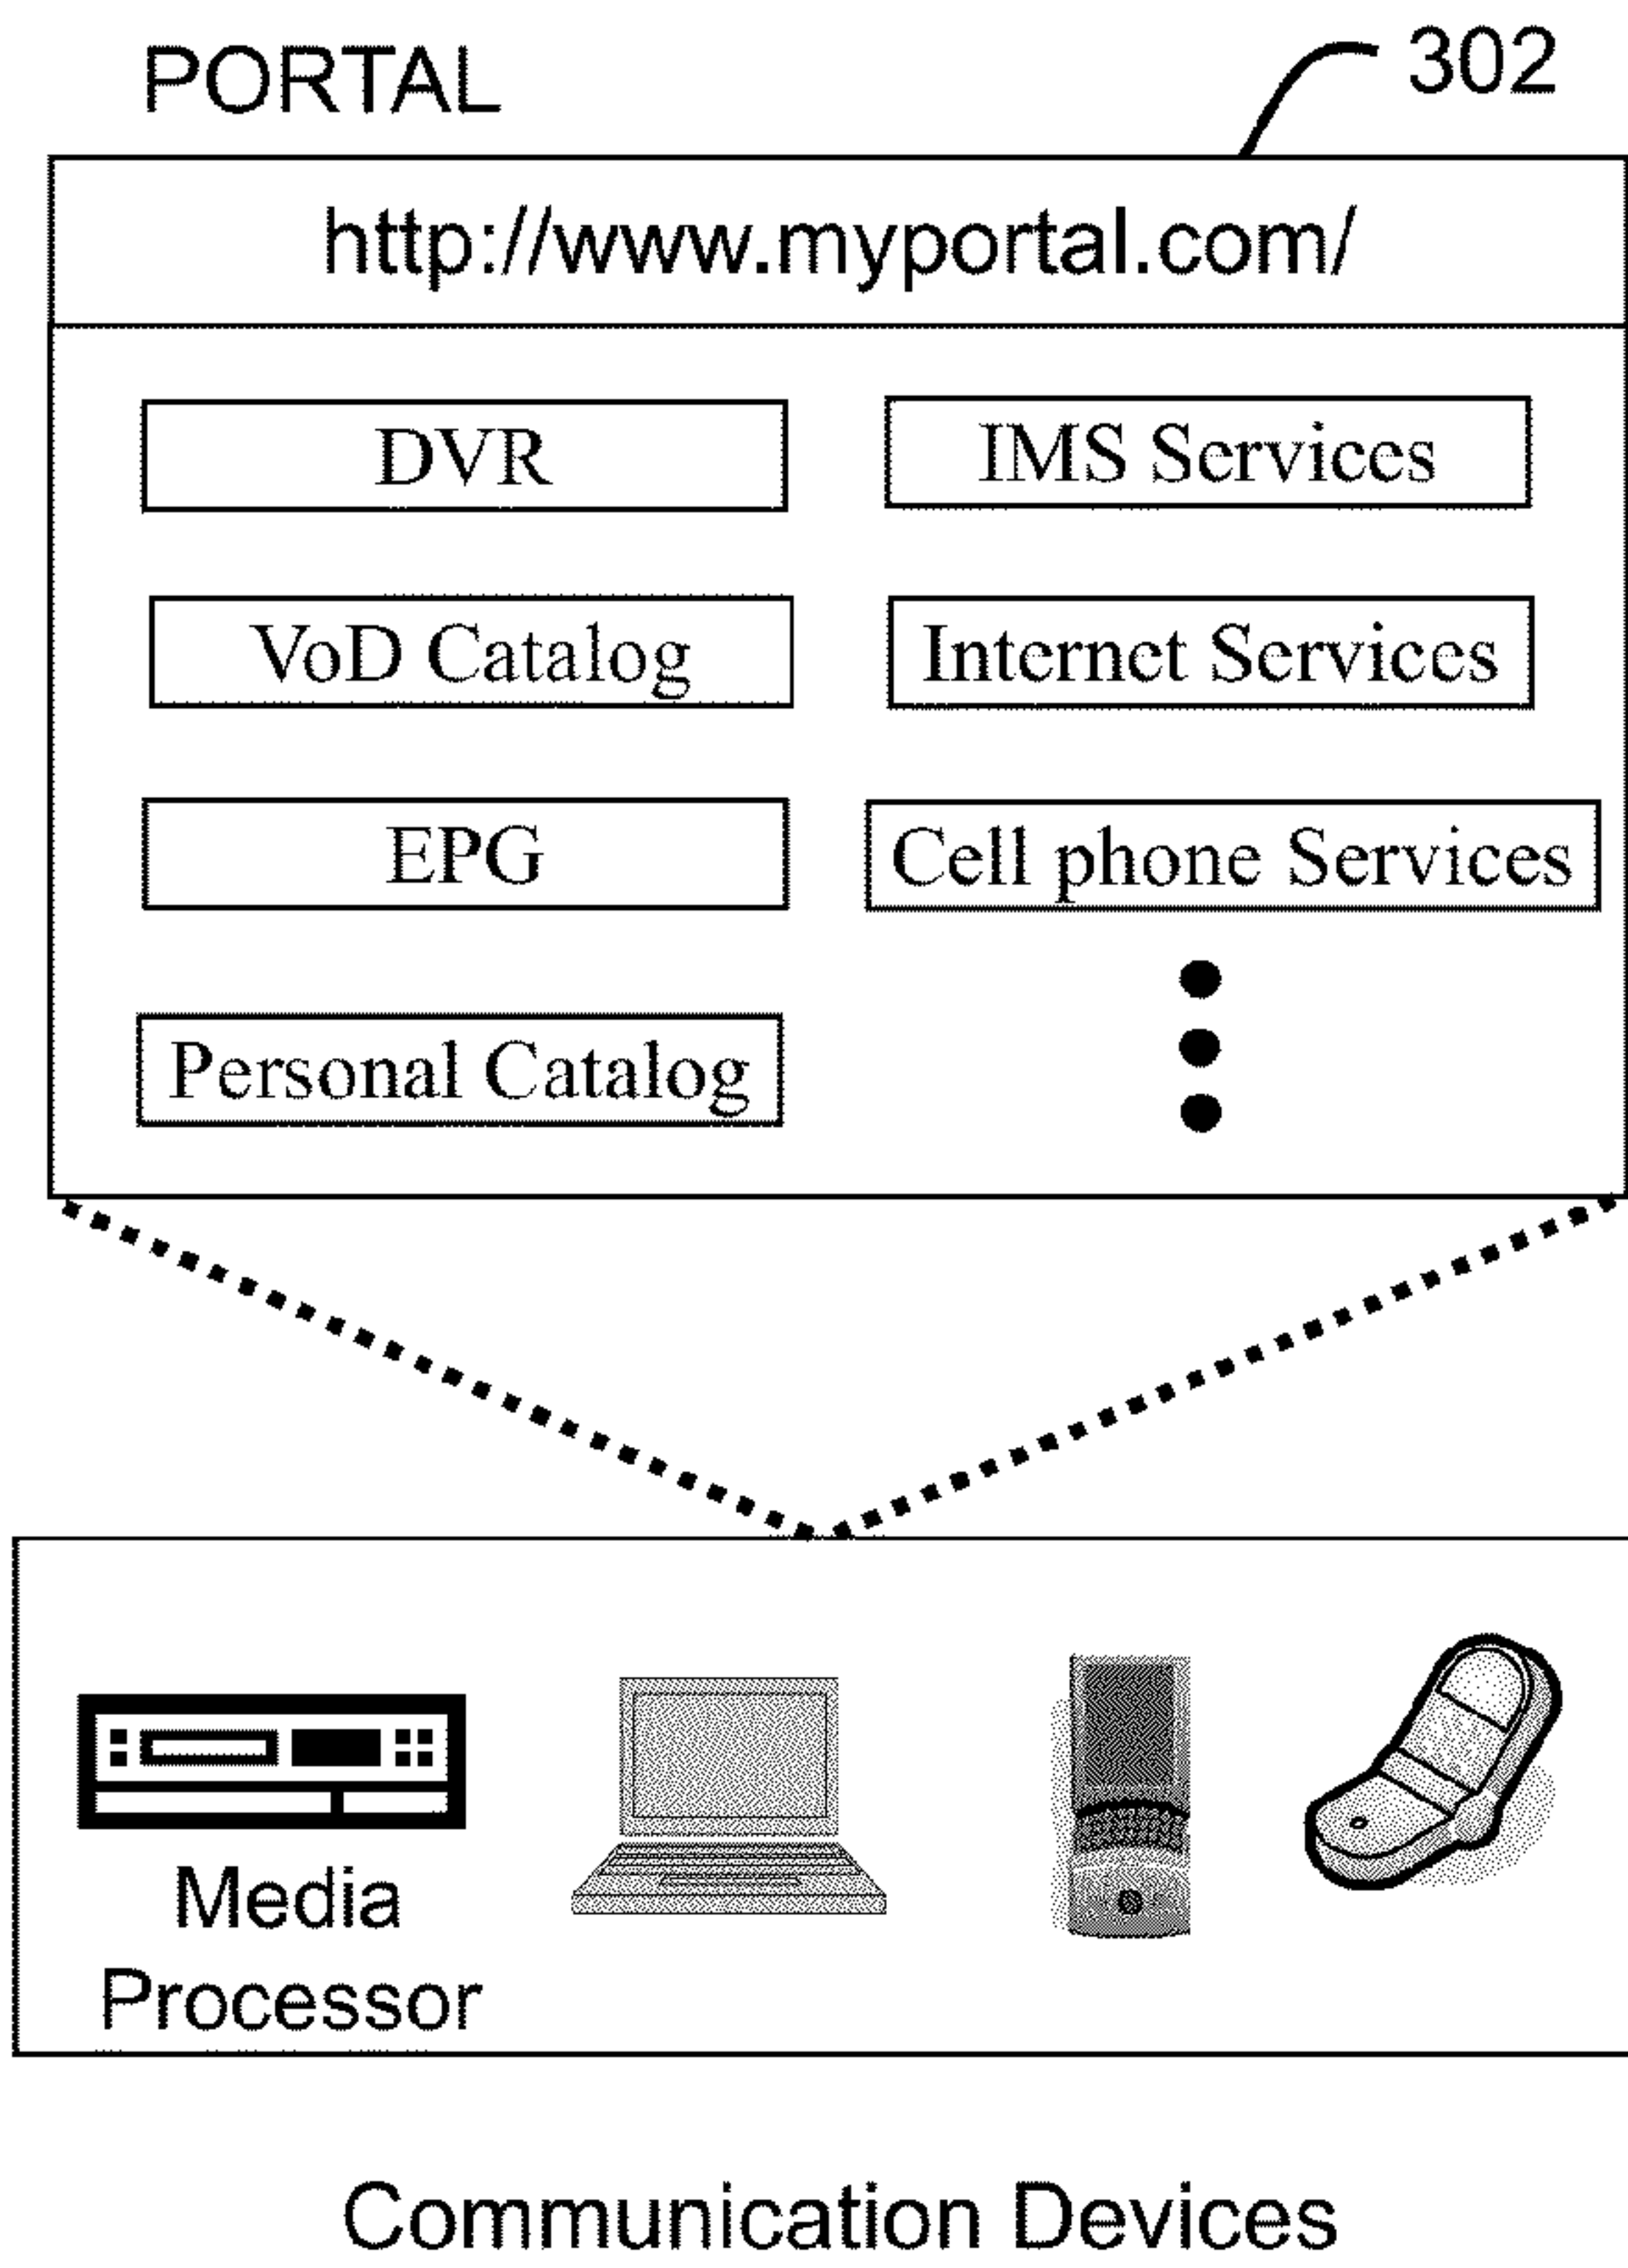 PORTAL
302
http://www.myportal.com/
DVR
IMS Services
VoD Catalog
Internet Services
EPG
Cell phone Services
Personal Catalog
Media
Processor
Communication Devices